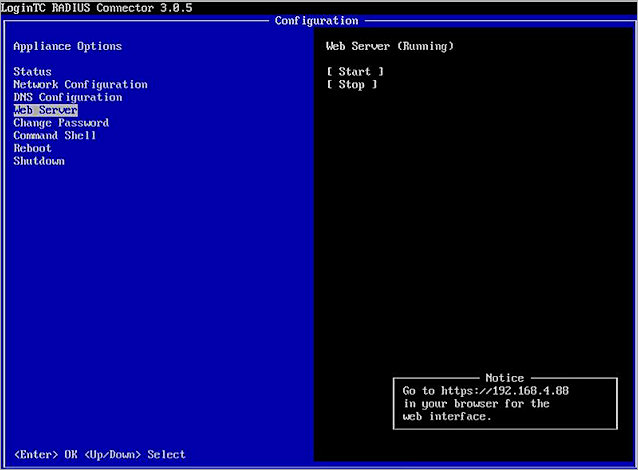 LoginTC RADIUS Connector 3.0.5
Configuration
Appliance Options
Status
Network Configuration
DNS Configuration
Web Server
Change Password
Command Shell
Reboot
Shutdown
<Enter> OK <Up/Down> Select
Web Server (Running)
[ Start ]
[ Stop ]
Notice
Go to https://192.168.4.88
in your browser for the
web interface.